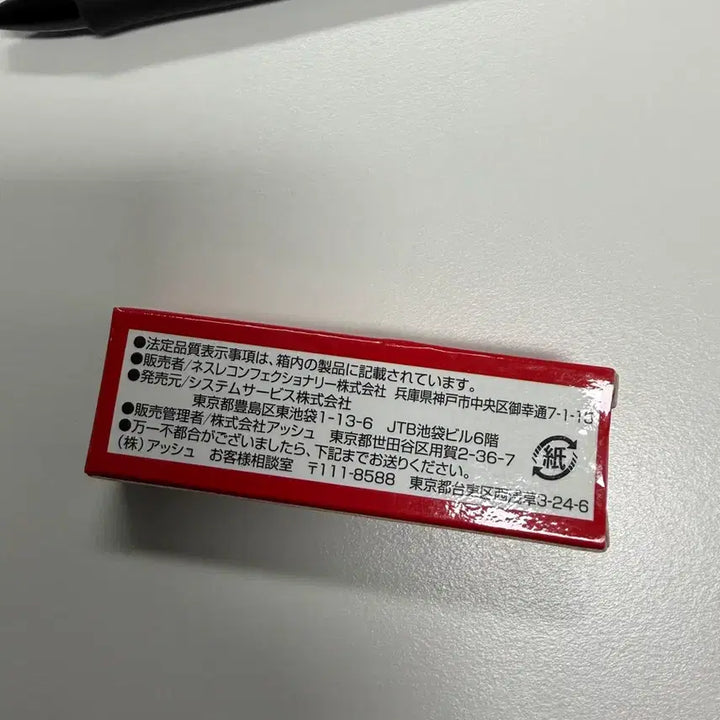 ●法定品質表示事項は、箱内の製品に記載されています。
●販売者/ネスレコンフェクショナリー株式会社 兵庫県神戸市中央区御幸通7-1-15
●発売元/システムサービス株式会社
東京都豊島区東池袋1-13-6 JTB池袋ビル6階
●販売管理者/株式会社アッシュ 東京都世田谷区用賀2-36-7
●万一不都合がございましたら、下記までお送りください。
(株)アッシュ お客様相談室 〒111-8588 東京都台東区西浅草3-24-6
紙